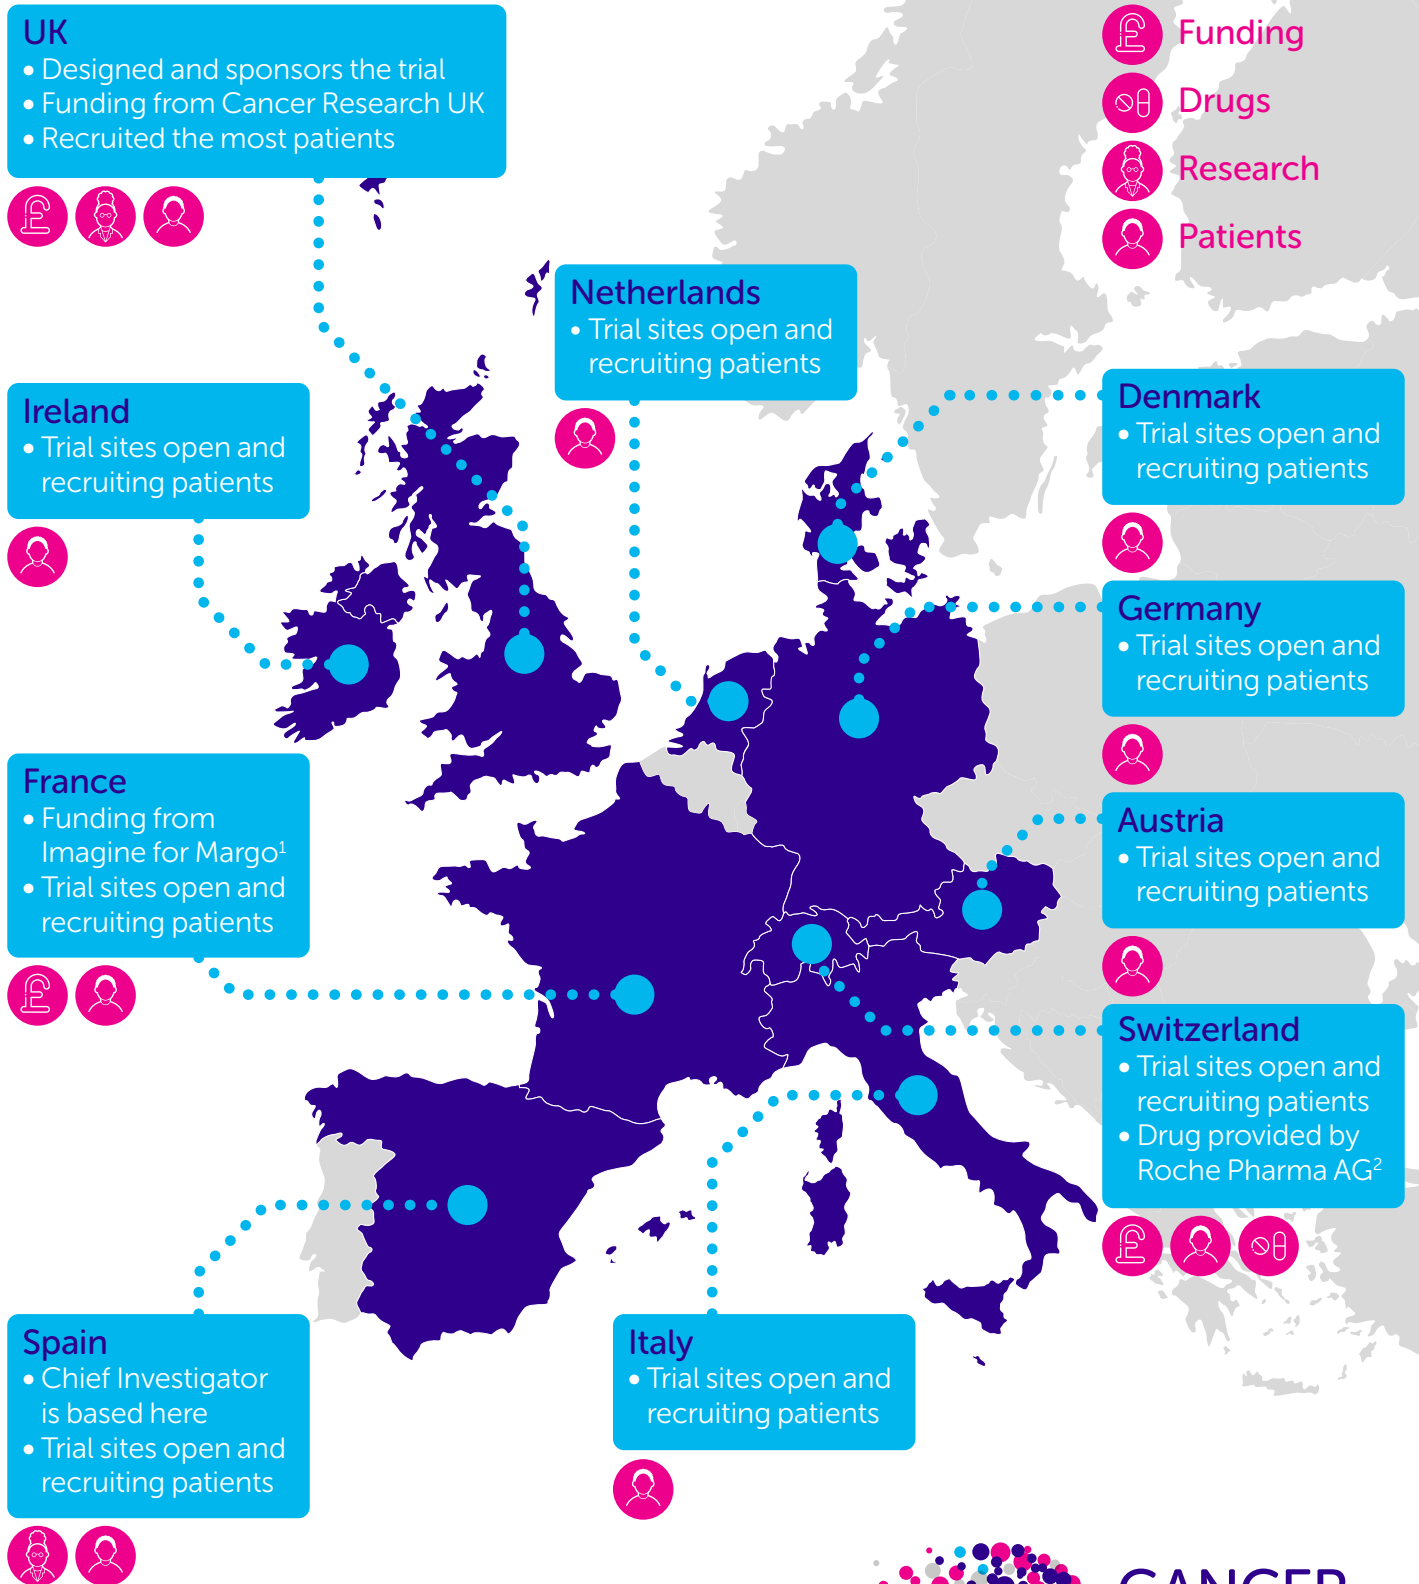 UK
• Designed and sponsors the trial
• Funding from Cancer Research UK
• Recruited the most patients
Funding
Drugs
Research
Patients
Netherlands
• Trial sites open and
recruiting patients
Ireland
• Trial sites open and
recruiting patients
Denmark
• Trial sites open and
recruiting patients
Germany
• Trial sites open and
recruiting patients
France
• Funding from
Imagine for Margo¹
• Trial sites open and
recruiting patients
Austria
• Trial sites open and
recruiting patients
Switzerland
• Trial sites open and
recruiting patients
• Drug provided by
Roche Pharma AG²
Spain
• Chief Investigator
is based here
• Trial sites open and
recruiting patients
Italy
• Trial sites open and
recruiting patients
CANCER